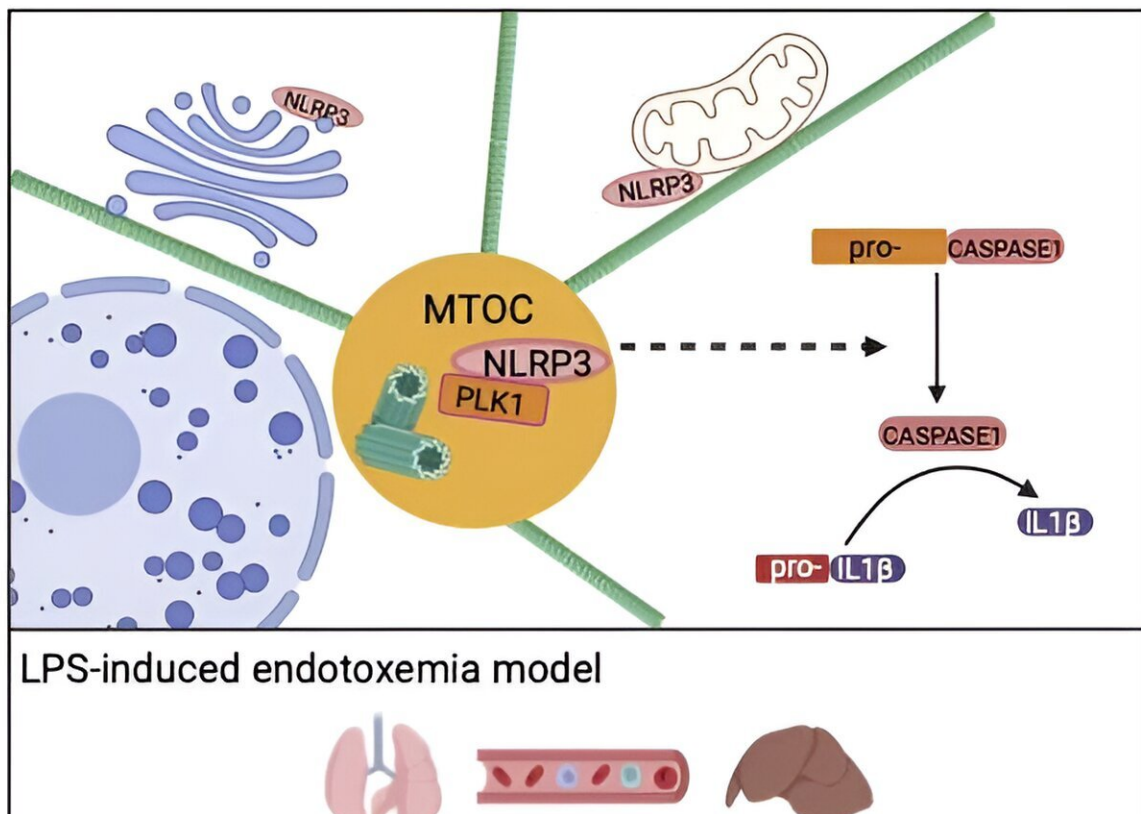 NLRP3
NLRP3
pro-
CASPASE1
MTOC
NLRP3
PLK1
CASPASE1
IL1β
pro-
IL1β
LPS-induced endotoxemia model